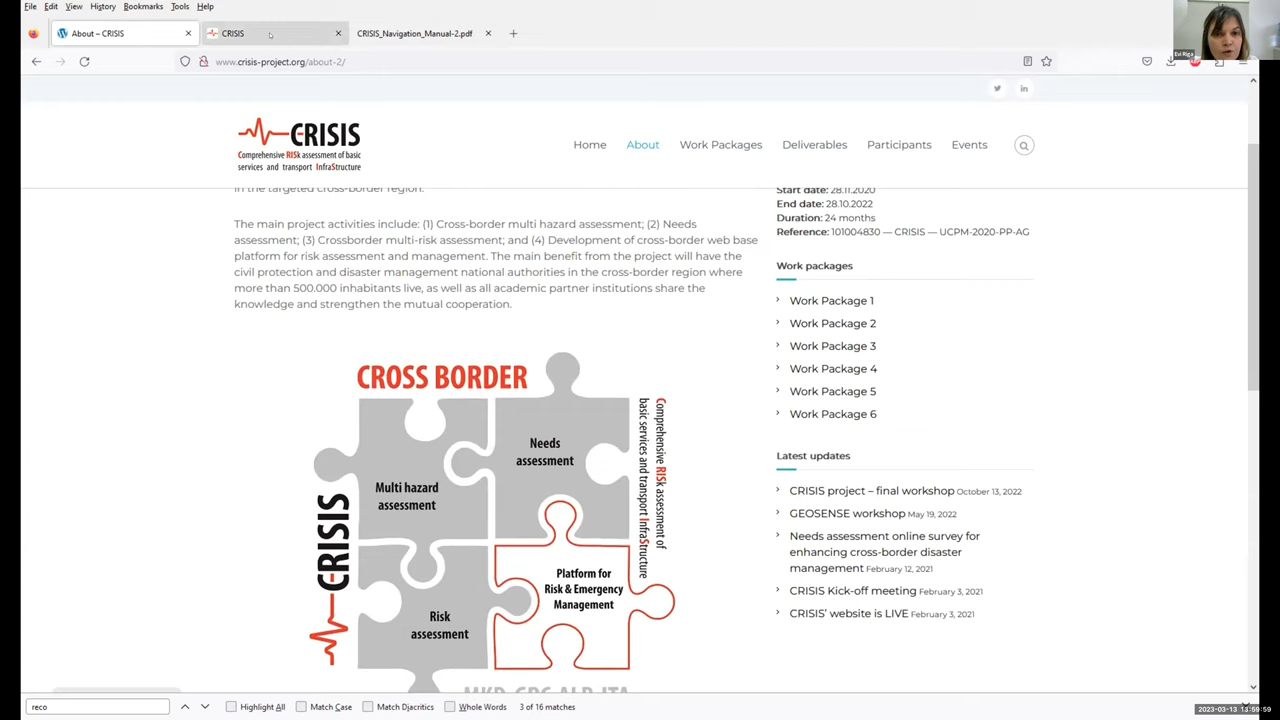 File Edit View History Bookmarks Tools Help
About – CRISIS
CRISIS
CRISIS_Navigation_Manual-2.pdf
www.crisis-project.org/about-2/
Evi Riga
CRISIS
Comprehensive RISk assessment of basic
services and transport InfraStructure
Home About Work Packages Deliverables Participants Events
in the targeted cross-border region.
The main project activities include: (1) Cross-border multi hazard assessment; (2) Needs
assessment; (3) Crossborder multi-risk assessment; and (4) Development of cross-border web base
platform for risk assessment and management. The main benefit from the project will have the
civil protection and disaster management national authorities in the cross-border region where
more than 500.000 inhabitants live, as well as all academic partner institutions share the
knowledge and strengthen the mutual cooperation.
CROSS BORDER
Multi hazard
assessment
Needs
assessment
Risk
assessment
Platform for
Risk & Emergency
Management
CRISIS
Comprehensive RISk assessment of
basic services and transport InfraStructure
MKD-GRC-ALB-ITA
Start date: 28.11.2020
End date: 28.10.2022
Duration: 24 months
Reference: 101004830 — CRISIS — UCPM-2020-PP-AG
Work packages
Work Package 1
Work Package 2
Work Package 3
Work Package 4
Work Package 5
Work Package 6
Latest updates
CRISIS project – final workshop October 13, 2022
GEOSENSE workshop May 19, 2022
Needs assessment online survey for
enhancing cross-border disaster
management February 12, 2021
CRISIS Kick-off meeting February 3, 2021
CRISIS' website is LIVE February 3, 2021
reco
Highlight All Match Case Match Diacritics Whole Words 3 of 16 matches
2023-03-13 13:59:59